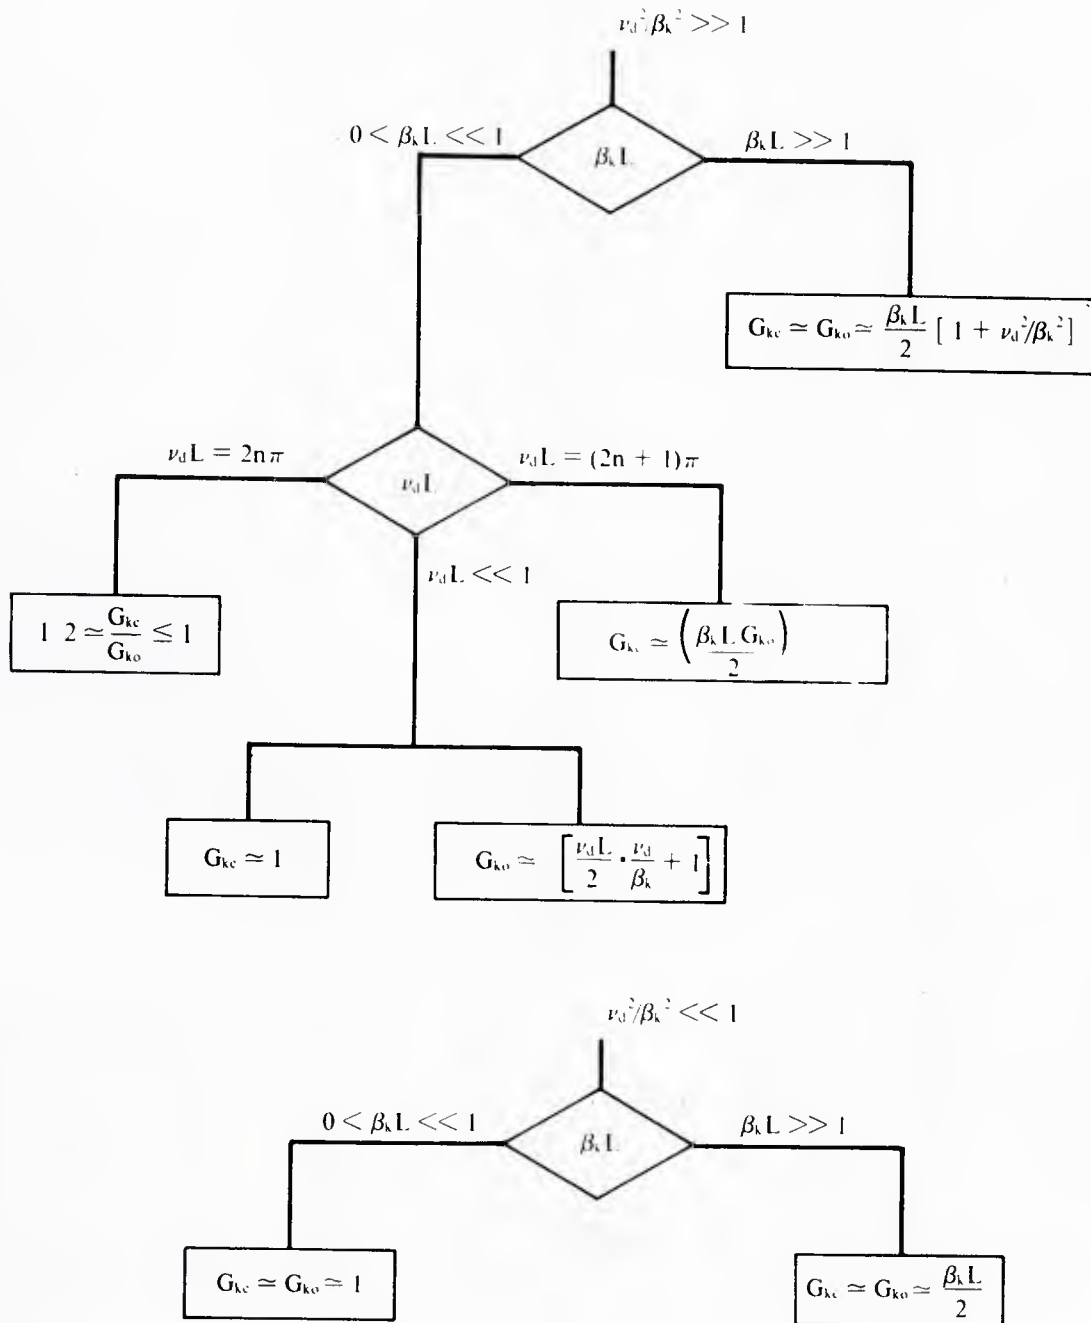 ν_d²/β_k² >> 1
0 < β_kL << 1
β_kL
β_kL >> 1
G_kc ≃ G_ko ≃ β_kL/2 [ 1 + ν_d²/β_k² ]
ν_dL = 2nπ
ν_dL
ν_dL = (2n + 1)π
ν_dL << 1
1 2 ≃ G_kc/G_ko ≤ 1
G_kc ≃ (β_kL G_ko/2)
G_kc ≃ 1
G_ko ≃ [ν_dL/2 · ν_d/β_k + 1]
ν_d²/β_k² << 1
0 < β_kL << 1
β_kL
β_kL >> 1
G_kc ≃ G_ko ≃ 1
G_kc ≃ G_ko ≃ β_kL/2